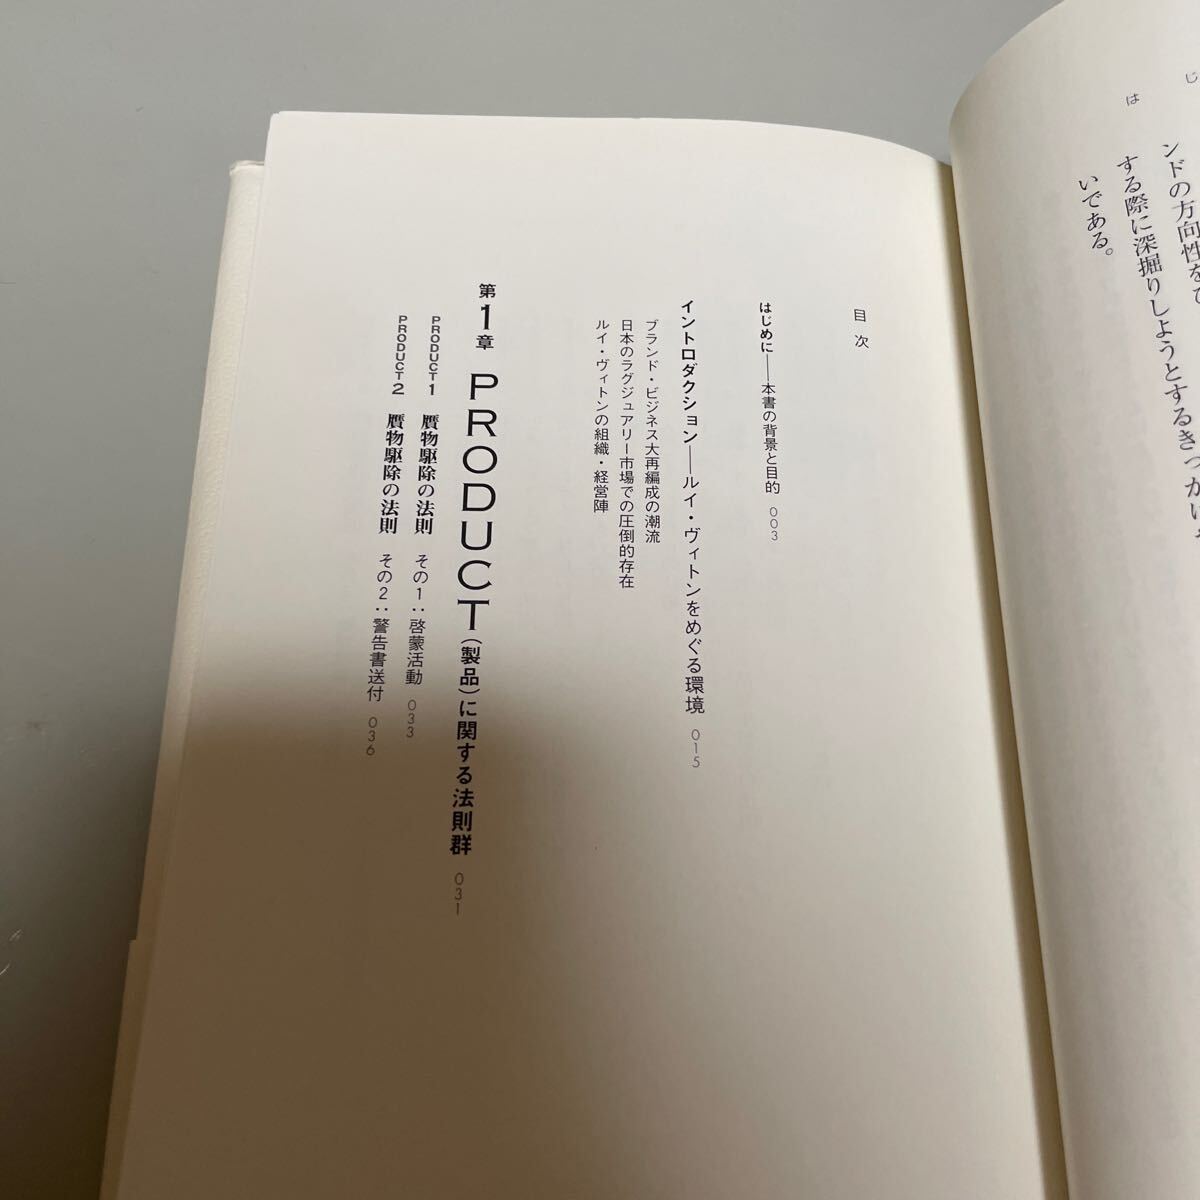 は
じ
ンドの方向性を
する際に深掘りしようとするきっかけ
いである。
目次
はじめに──本書の背景と目的 003
イントロダクション──ルイ・ヴィトンをめぐる環境 015
ブランド・ビジネス大再編成の潮流
日本のラグジュアリー市場での圧倒的存在
ルイ・ヴィトンの組織・経営陣
第1章 PRODUCT(製品)に関する法則群 031
PRODUCT1 贋物駆除の法則 その1:啓蒙活動 033
PRODUCT2 贋物駆除の法則 その2:警告書送付 036